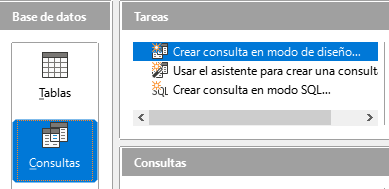 Base de datos
Tareas
Crear consulta en modo de diseño...
Usar el asistente para crear una consulta
Crear consulta en modo SQL...
Tablas
Consultas
Consultas